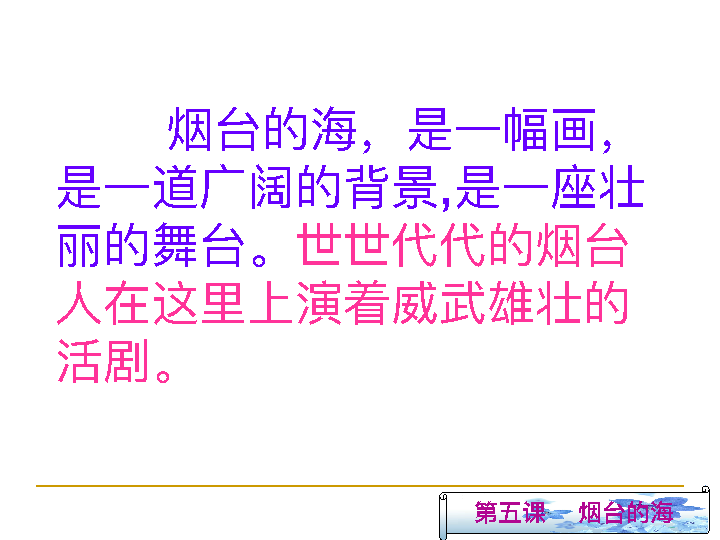 烟台的海，是一幅画，
是一道广阔的背景,是一座壮
丽的舞台。世世代代的烟台
人在这里上演着威武雄壮的
活剧。
第五课 烟台的海